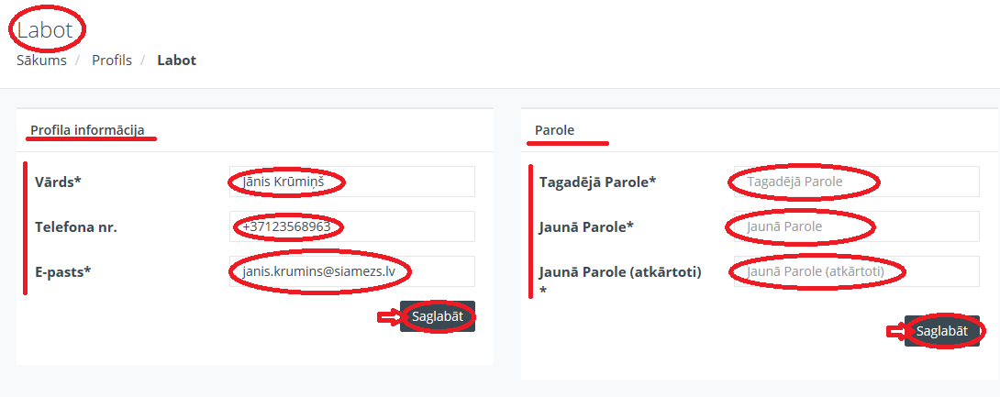 Labot
Sākums / Profils / Labot
Profila informācija
Vārds* Jānis Krūmiņš
Telefona nr. +37123568963
E-pasts* janis.krumins@siamezs.lv
Saglabāt
Parole
Tagadējā Parole* Tagadējā Parole
Jaunā Parole* Jaunā Parole
Jaunā Parole (atkārtoti) Jaunā Parole (atkārtoti)
*
Saglabāt